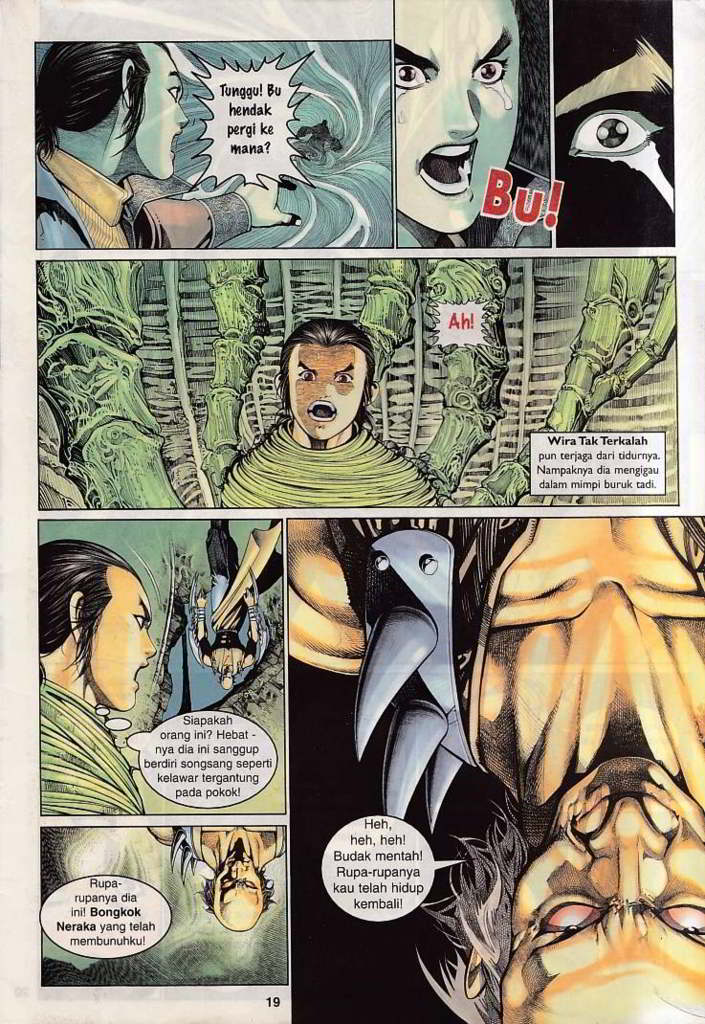 Tunggu! Bu
hendak
pergi ke
mana?
Bu!
Ah!
Wira Tak Terkalah
pun terjaga dari tidurnya.
Nampaknya dia mengigau
dalam mimpi buruk tadi.
Siapakah
orang ini? Hebat -
nya dia ini sanggup
berdiri songsang seperti
kelawar tergantung
pada pokok!
Rupa-
rupanya dia
ini! Bongkok
Neraka yang telah
membunuhku!
Heh,
heh, heh!
Budak mentah!
Rupa-rupanya
kau telah hidup
kembali!
19